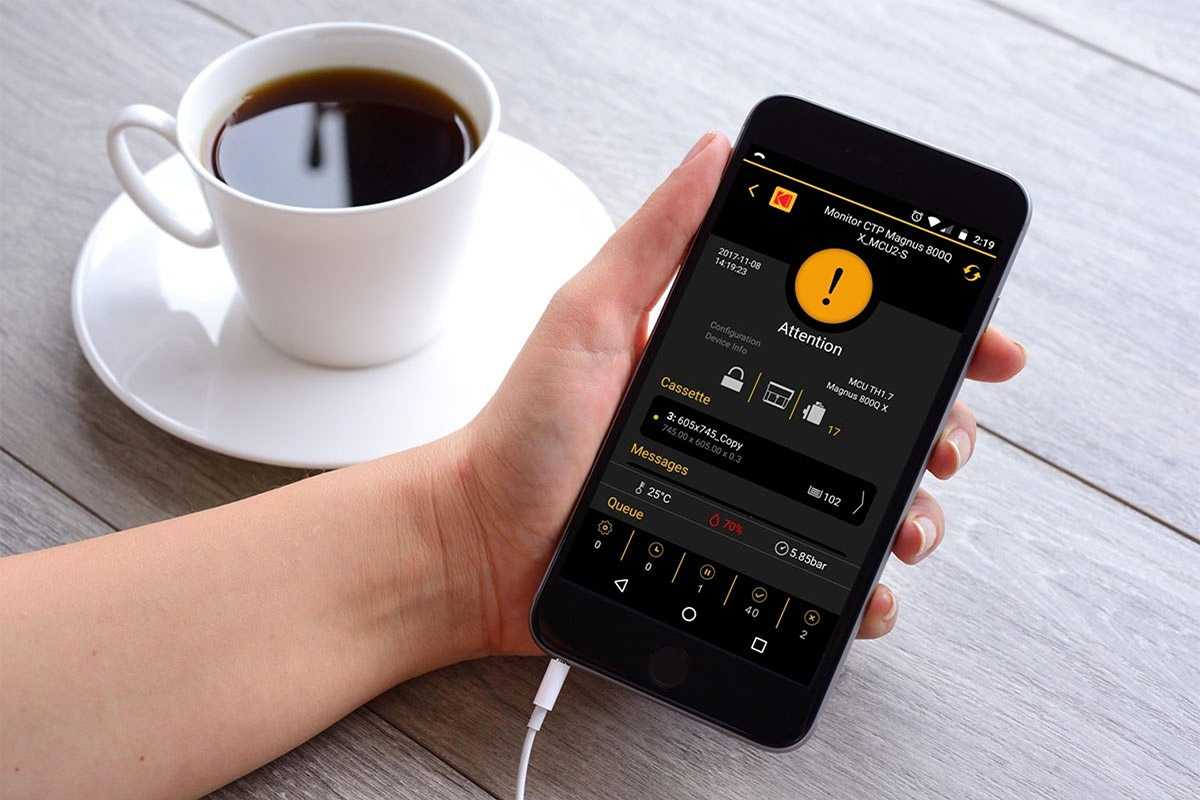 2:19
Monitor CTP Magnus 800Q
X_MCU2-S
2017-11-08
14:19:23
!
Attention
Configuration
Device Info
MCU TH1.7
Magnus 800Q X
17
Cassette
3: 605x745_Copy
745.00 x 605.00 x 0.3
102
Messages
25°C
70%
5.85bar
Queue
0
0
1
40
2